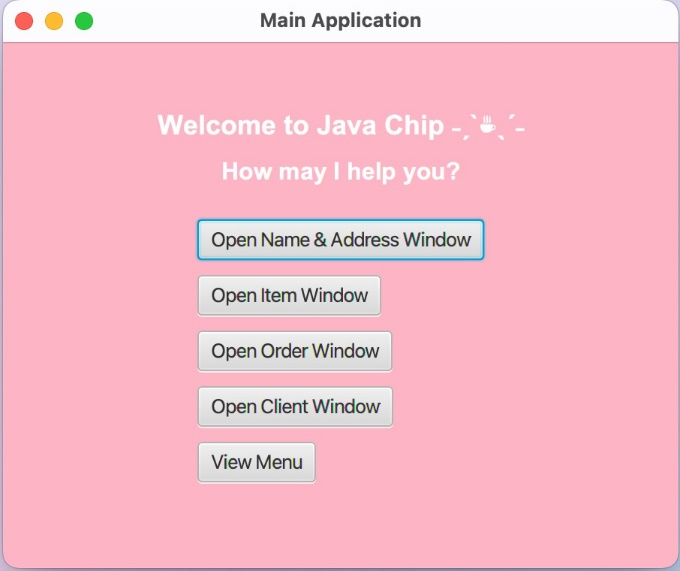 Main Application
Welcome to Java Chip -ˏˋ☕ˎˊ-
How may I help you?
Open Name & Address Window
Open Item Window
Open Order Window
Open Client Window
View Menu